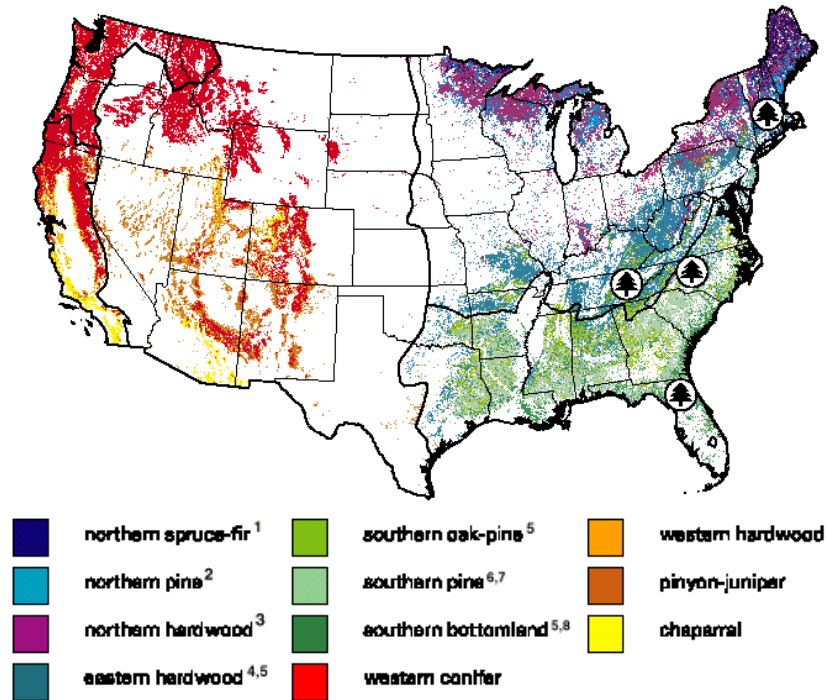 northern spruce-fir 1
southern oak-pine 5
western hardwood
northern pine 2
southern pine 6,7
pinyon-juniper
northern hardwood 3
southern bottomland 5,8
chaparral
eastern hardwood 4,5
western conifer